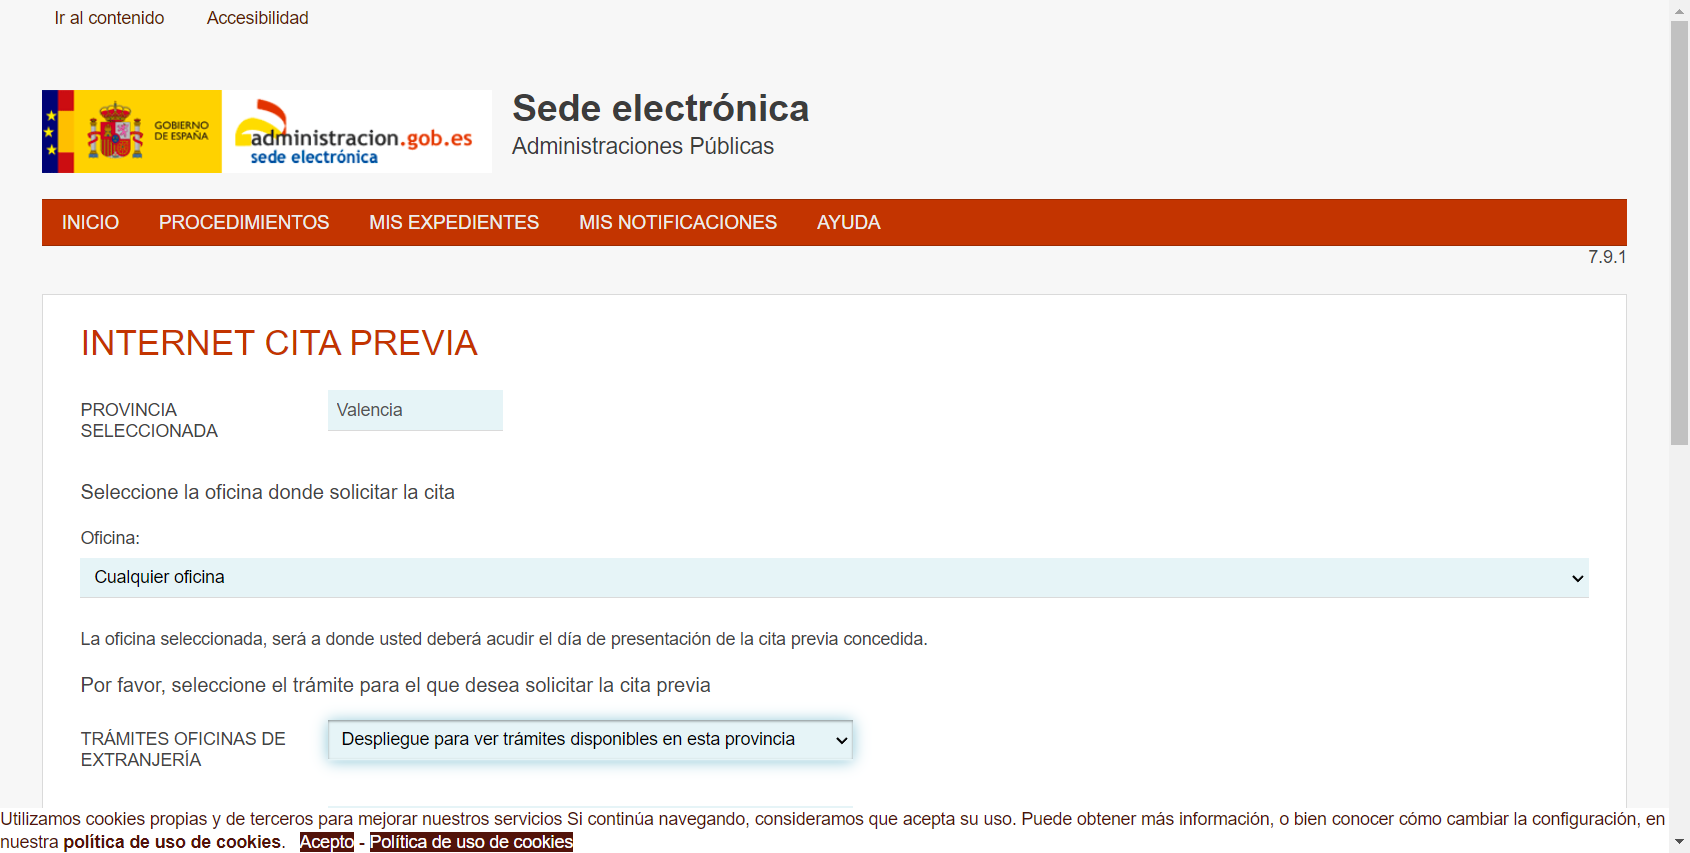 Ir al contenido Accesibilidad
GOBIERNO
DE ESPAÑA
administracion.gob.es
sede electrónica
Sede electrónica
Administraciones Públicas
INICIO PROCEDIMIENTOS MIS EXPEDIENTES MIS NOTIFICACIONES AYUDA
7.9.1
INTERNET CITA PREVIA
PROVINCIA
SELECCIONADA
Valencia
Seleccione la oficina donde solicitar la cita
Oficina:
Cualquier oficina
La oficina seleccionada, será a donde usted deberá acudir el día de presentación de la cita previa concedida.
Por favor, seleccione el trámite para el que desea solicitar la cita previa
TRÁMITES OFICINAS DE
EXTRANJERÍA
Despliegue para ver trámites disponibles en esta provincia
Utilizamos cookies propias y de terceros para mejorar nuestros servicios Si continúa navegando, consideramos que acepta su uso. Puede obtener más información, o bien conocer cómo cambiar la configuración, en
nuestra política de uso de cookies. Acepto - Política de uso de cookies